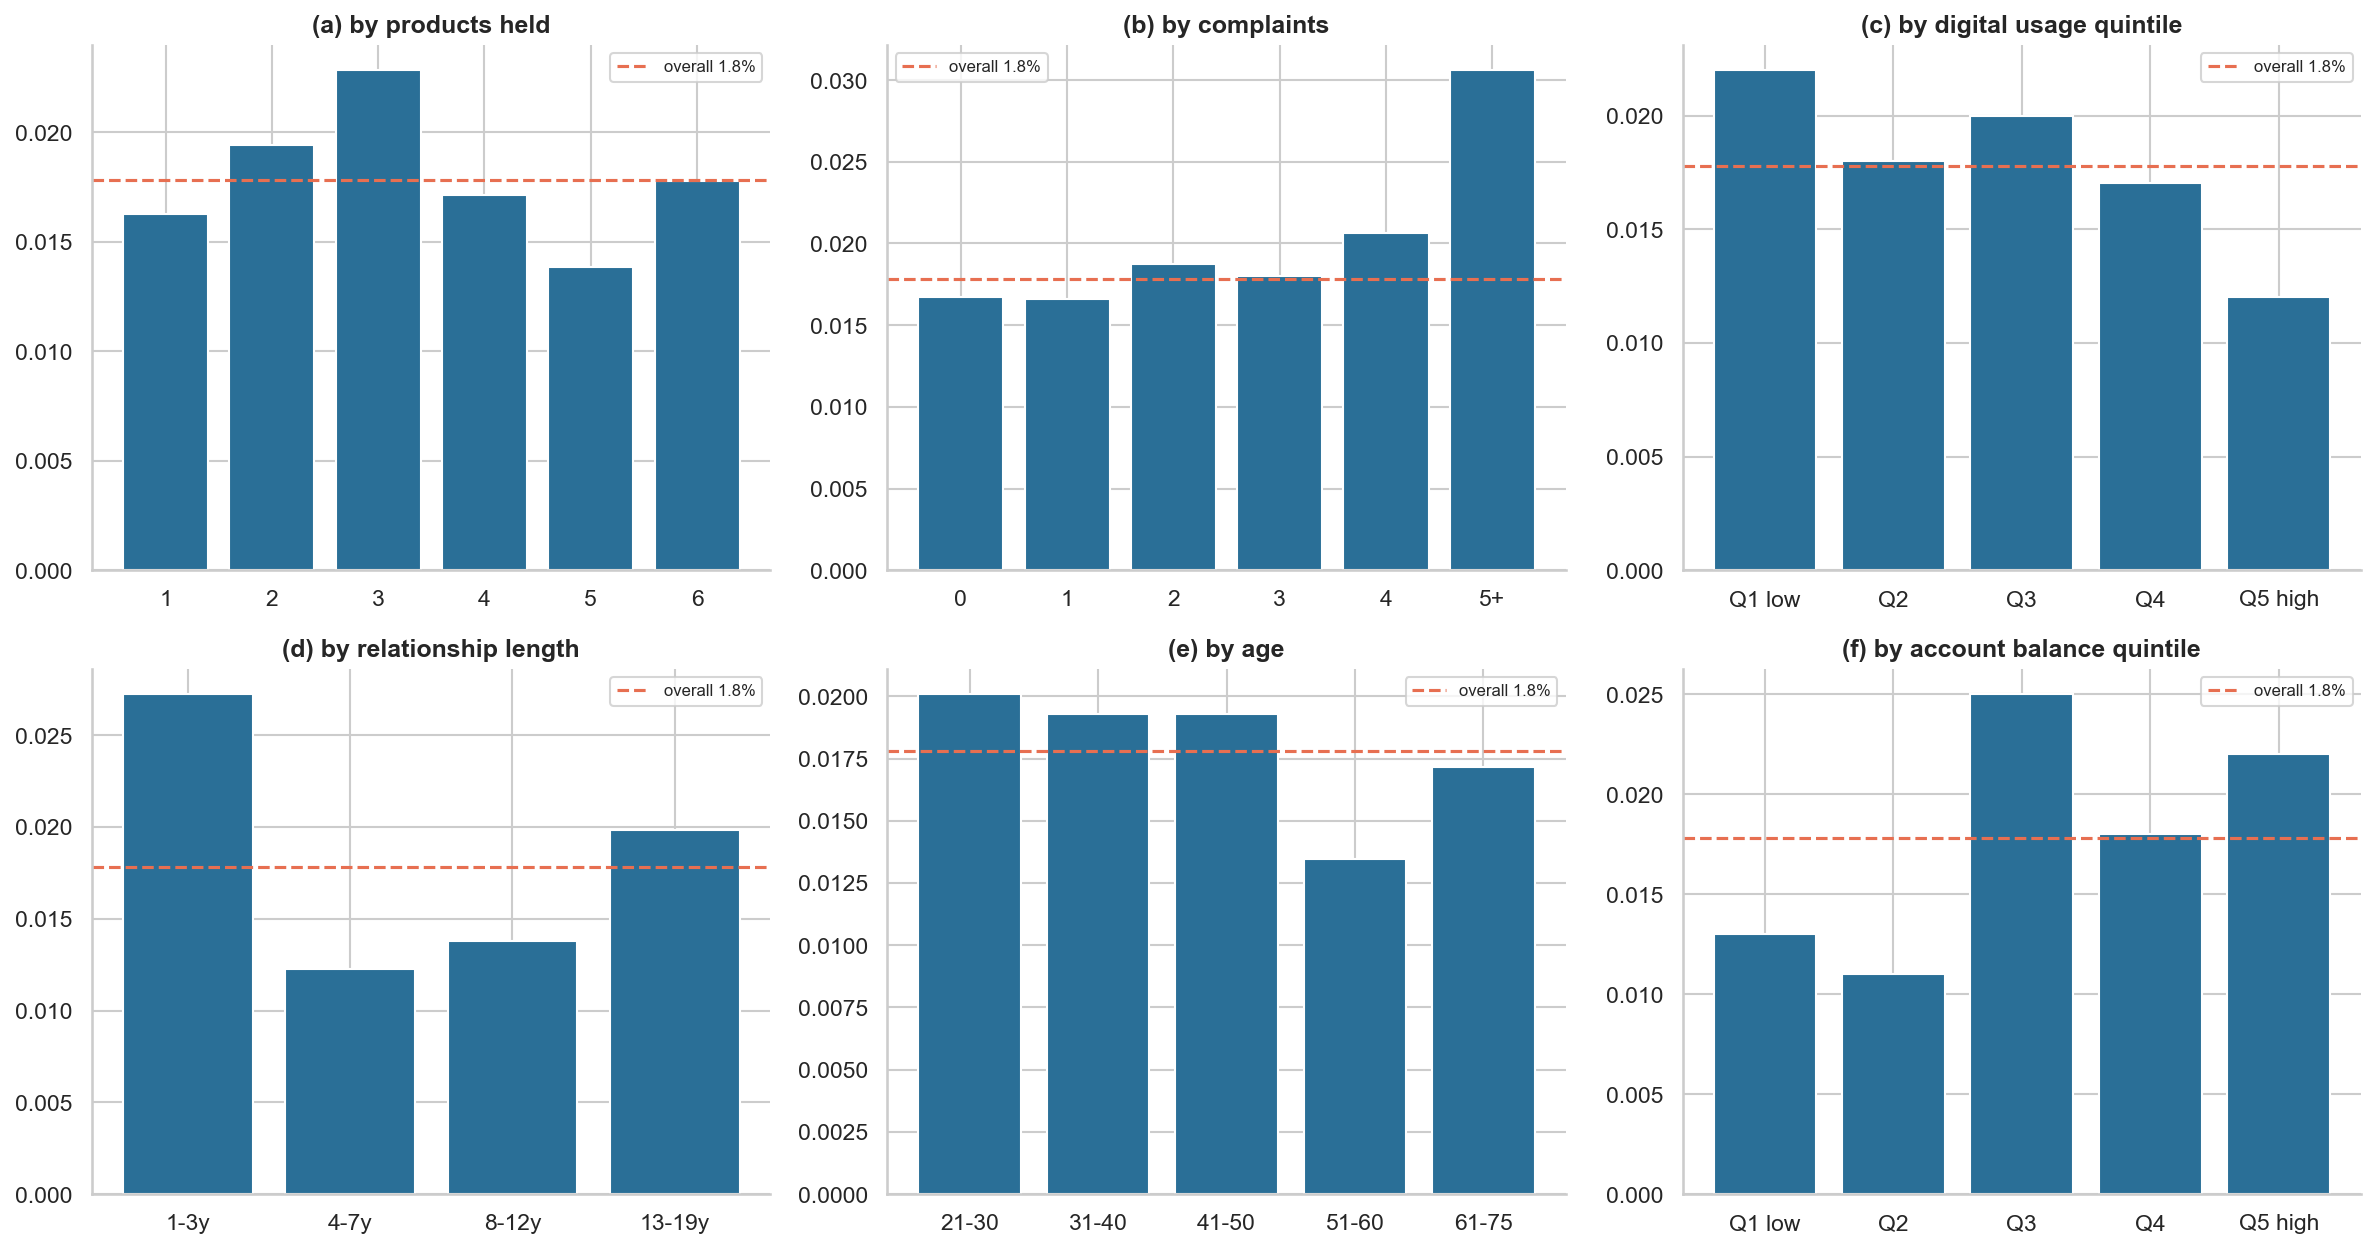 (a) by products held
overall 1.8%
0.020
0.015
0.010
0.005
0.000
1 2 3 4 5 6
(b) by complaints
overall 1.8%
0.030
0.025
0.020
0.015
0.010
0.005
0.000
0 1 2 3 4 5+
(c) by digital usage quintile
overall 1.8%
0.020
0.015
0.010
0.005
0.000
Q1 low Q2 Q3 Q4 Q5 high
(d) by relationship length
overall 1.8%
0.025
0.020
0.015
0.010
0.005
0.000
1-3y 4-7y 8-12y 13-19y
(e) by age
overall 1.8%
0.0200
0.0175
0.0150
0.0125
0.0100
0.0075
0.0050
0.0025
0.0000
21-30 31-40 41-50 51-60 61-75
(f) by account balance quintile
overall 1.8%
0.025
0.020
0.015
0.010
0.005
0.000
Q1 low Q2 Q3 Q4 Q5 high